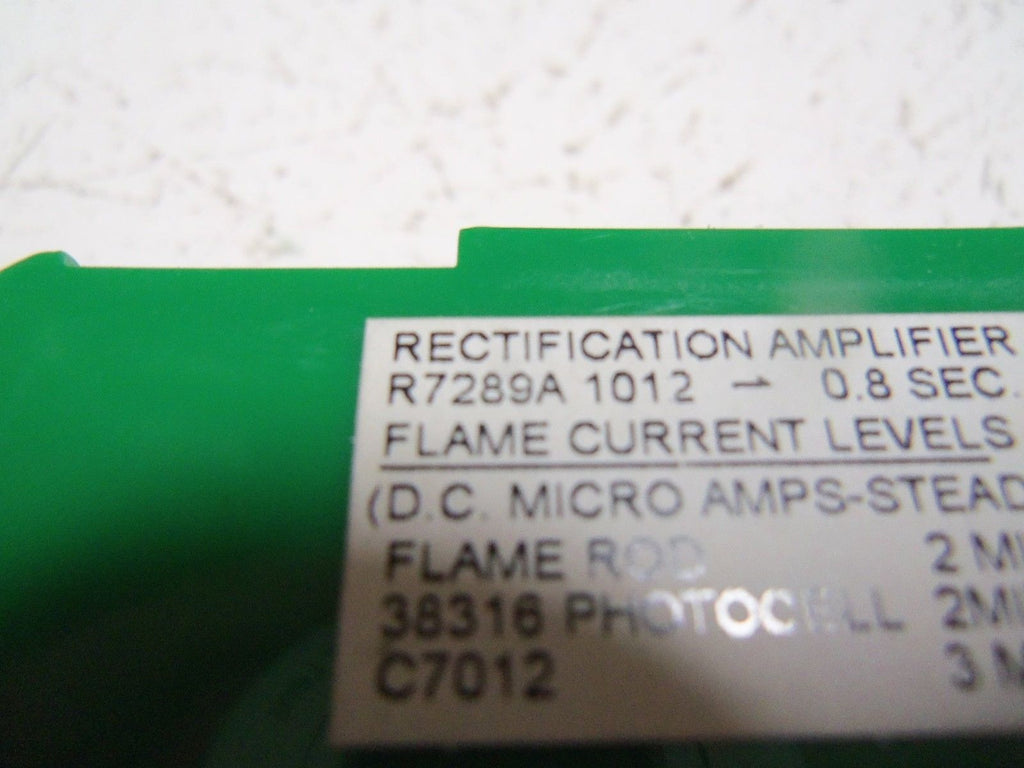 RECTIFICATION AMPLIFIER
R7289A 1012 – 0.8 SEC.
FLAME CURRENT LEVELS
(D.C. MICRO AMPS-STEAD
FLAME ROD 2 MI
38316 PHOTOCELL 2MI
C7012 3 M